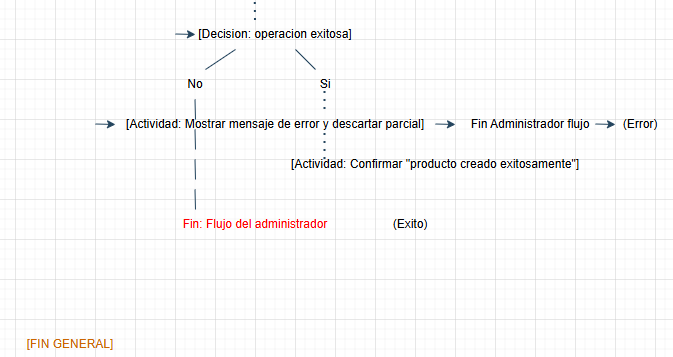 [Decision: operacion exitosa]
No Si
[Actividad: Mostrar mensaje de error y descartar parcial] Fin Administrador flujo (Error)
[Actividad: Confirmar "producto creado exitosamente"]
Fin: Flujo del administrador (Exito)
[FIN GENERAL]